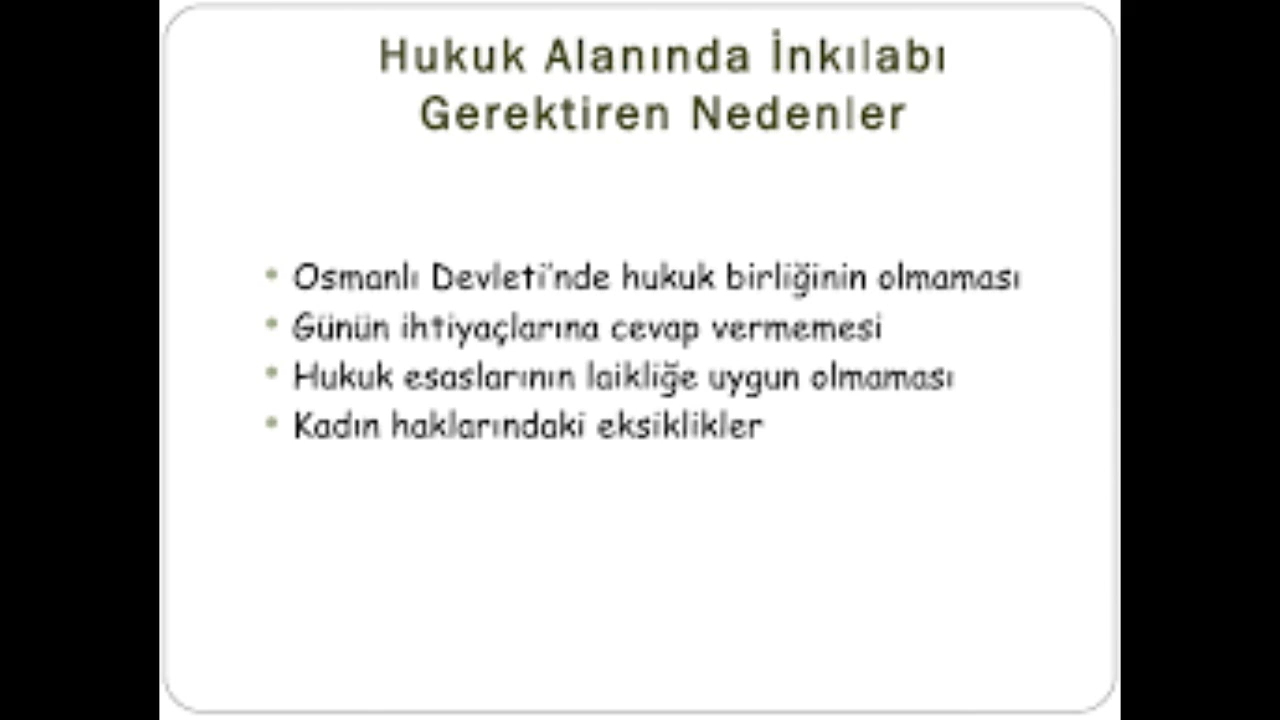 Hukuk Alanında İnkılabı
Gerektiren Nedenler
• Osmanlı Devleti'nde hukuk birliğinin olmaması
• Günün ihtiyaçlarına cevap vermemesi
• Hukuk esaslarının laikliğe uygun olmaması
• Kadın haklarındaki eksiklikler